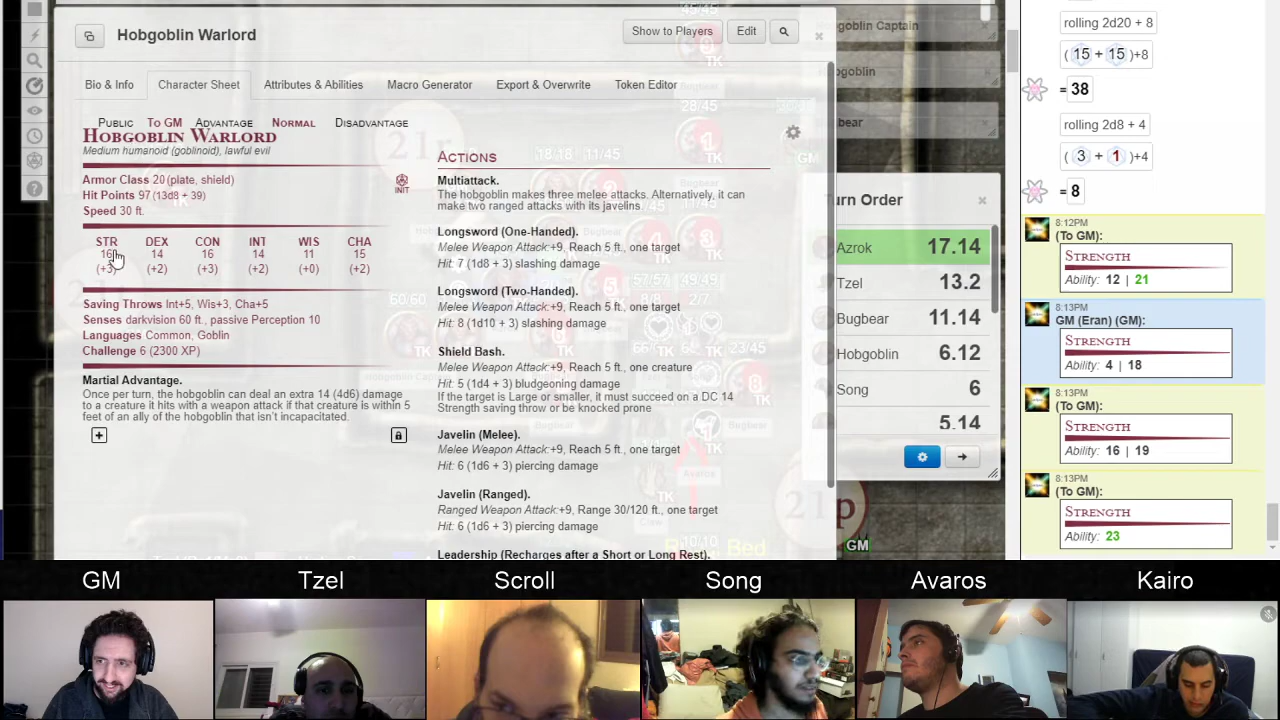 Hobgoblin Warlord
Show to Players
Edit
Bio & Info
Character Sheet
Attributes & Abilities
Macro Generator
Export & Overwrite
Token Editor
PUBLIC
TO GM
ADVANTAGE
NORMAL
DISADVANTAGE
HOBGOBLIN WARLORD
Medium humanoid (goblinoid), lawful evil
Armor Class 20 (plate, shield)
Hit Points 97 (13d8 + 39)
Speed 30 ft.
INIT
STR DEX CON INT WIS CHA
16 14 16 14 11 15
(+3) (+2) (+3) (+2) (+0) (+2)
Saving Throws Int+5, Wis+3, Cha+5
Senses darkvision 60 ft., passive Perception 10
Languages Common, Goblin
Challenge 6 (2300 XP)
Martial Advantage.
Once per turn, the hobgoblin can deal an extra 14 (4d6) damage
to a creature it hits with a weapon attack if that creature is within 5
feet of an ally of the hobgoblin that isn't incapacitated.
ACTIONS
Multiattack.
The hobgoblin makes three melee attacks. Alternatively, it can
make two ranged attacks with its javelins.
Longsword (One-Handed).
Melee Weapon Attack:+9, Reach 5 ft., one target
Hit: 7 (1d8 + 3) slashing damage
Longsword (Two-Handed).
Melee Weapon Attack:+9, Reach 5 ft., one target
Hit: 8 (1d10 + 3) slashing damage
Shield Bash.
Melee Weapon Attack:+9, Reach 5 ft., one creature
Hit: 5 (1d4 + 3) bludgeoning damage
If the target is Large or smaller, it must succeed on a DC 14
Strength saving throw or be knocked prone
Javelin (Melee).
Melee Weapon Attack:+9, Reach 5 ft., one target
Hit: 6 (1d6 + 3) piercing damage
Javelin (Ranged).
Ranged Weapon Attack:+9, Range 30/120 ft., one target
Hit: 6 (1d6 + 3) piercing damage
Leadership (Recharges after a Short or Long Rest).
21p
GM
Turn Order
Azrok 17.14
Tzel 13.2
Bugbear 11.14
Hobgoblin 6.12
Song 6
5.14
rolling 2d20 + 8
( 15 + 15 )+8
= 38
rolling 2d8 + 4
( 3 + 1 )+4
= 8
8:12PM
(To GM):
STRENGTH
Ability: 12 | 21
8:13PM
GM (Eran) (GM):
STRENGTH
Ability: 4 | 18
8:13PM
(To GM):
STRENGTH
Ability: 16 | 19
8:13PM
(To GM):
STRENGTH
Ability: 23
GM
Tzel
Scroll
Song
Avaros
Kairo